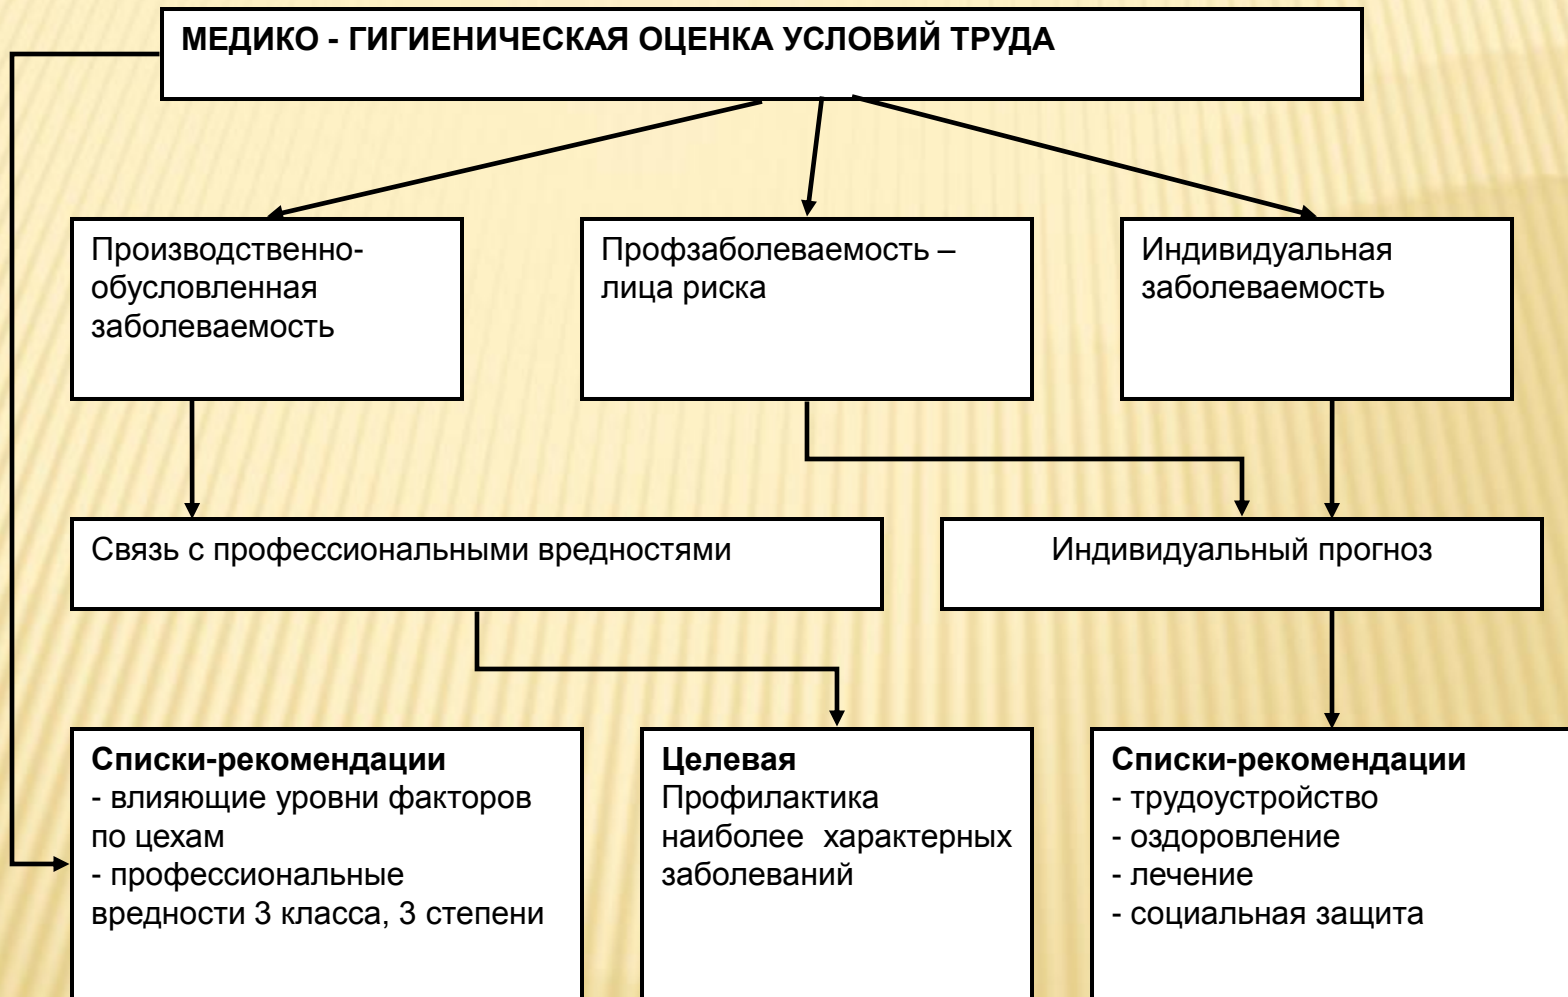 МЕДИКО - ГИГИЕНИЧЕСКАЯ ОЦЕНКА УСЛОВИЙ ТРУДА
Производственно-
обусловленная
заболеваемость
Профзаболеваемость –
лица риска
Индивидуальная
заболеваемость
Связь с профессиональными вредностями
Индивидуальный прогноз
Списки-рекомендации
- влияющие уровни факторов
по цехам
- профессиональные
вредности 3 класса, 3 степени
Целевая
Профилактика
наиболее характерных
заболеваний
Списки-рекомендации
- трудоустройство
- оздоровление
- лечение
- социальная защита